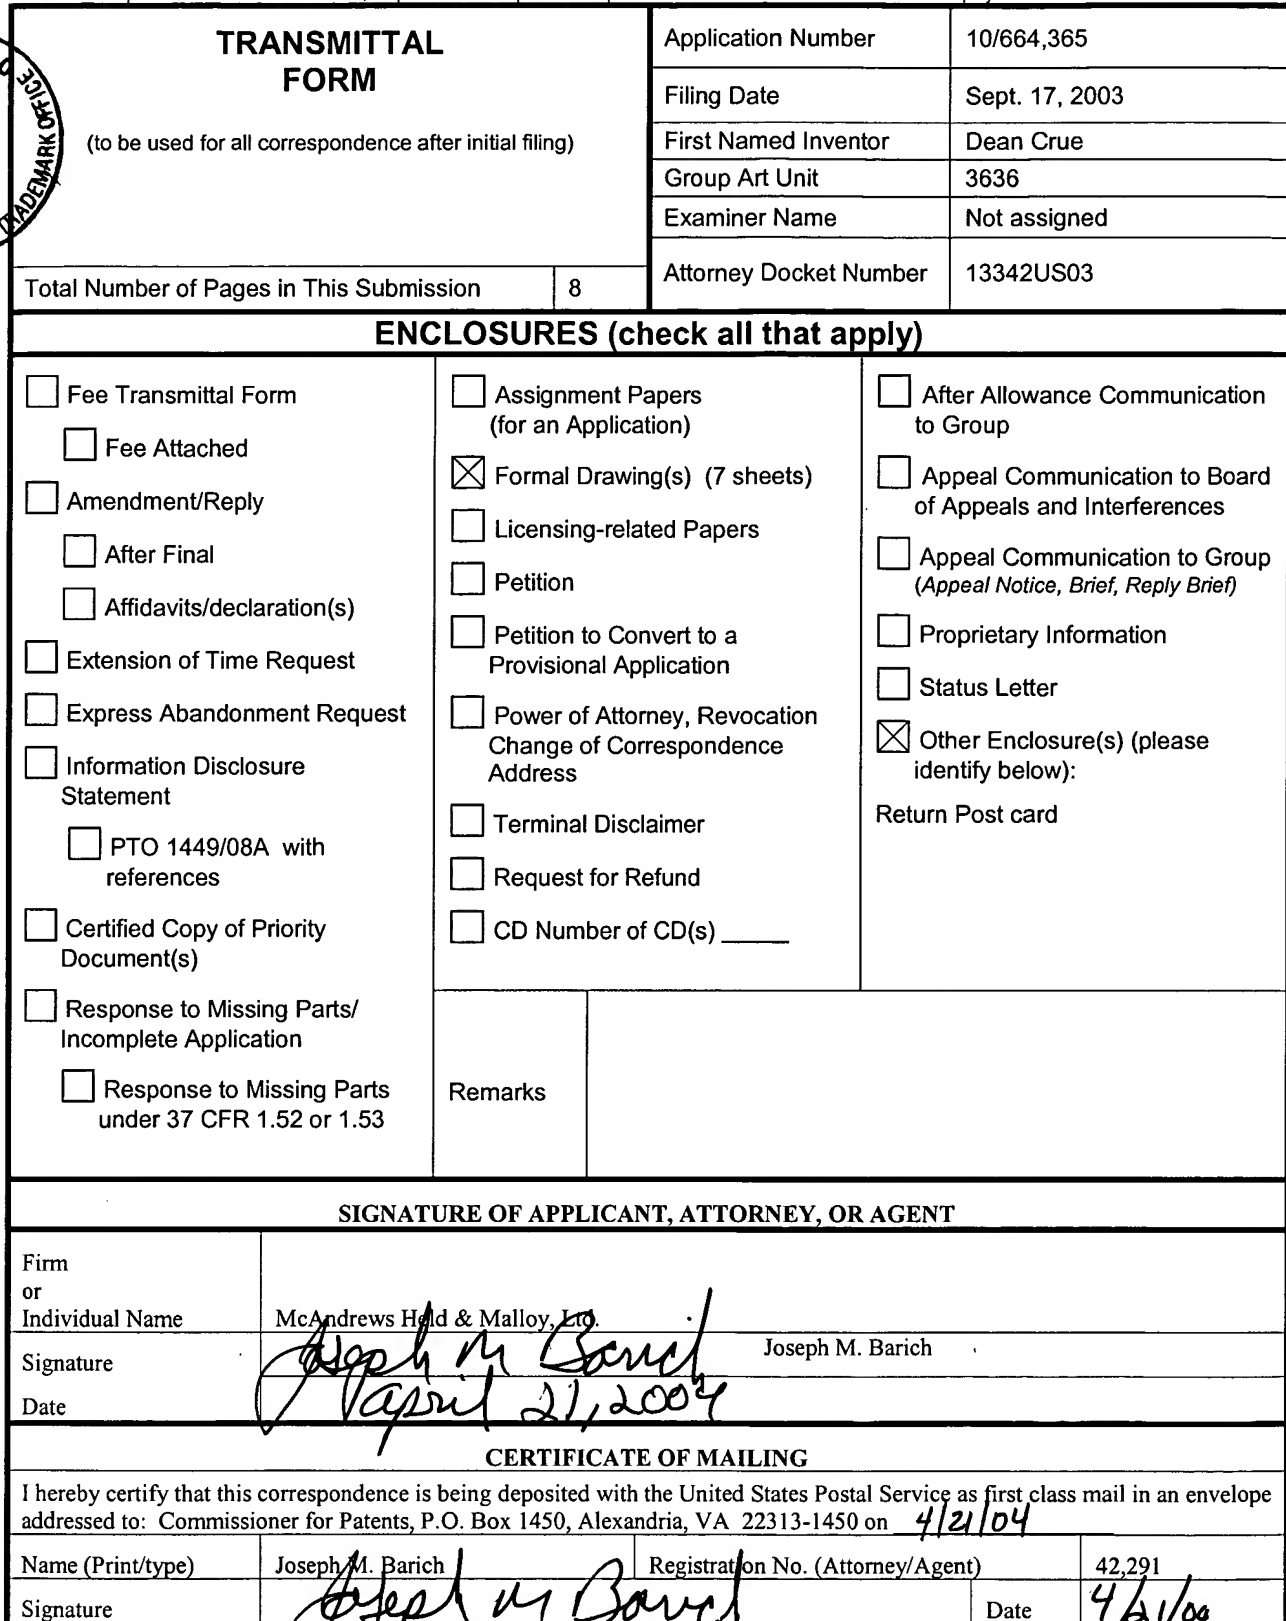 TRADEMARK OFFICE
TRANSMITTAL
FORM
(to be used for all correspondence after initial filing)
Total Number of Pages in This Submission 8
Application Number 10/664,365
Filing Date Sept. 17, 2003
First Named Inventor Dean Crue
Group Art Unit 3636
Examiner Name Not assigned
Attorney Docket Number 13342US03
ENCLOSURES (check all that apply)
Fee Transmittal Form
Fee Attached
Amendment/Reply
After Final
Affidavits/declaration(s)
Extension of Time Request
Express Abandonment Request
Information Disclosure
Statement
PTO 1449/08A with
references
Certified Copy of Priority
Document(s)
Response to Missing Parts/
Incomplete Application
Response to Missing Parts
under 37 CFR 1.52 or 1.53
Assignment Papers
(for an Application)
Formal Drawing(s) (7 sheets)
Licensing-related Papers
Petition
Petition to Convert to a
Provisional Application
Power of Attorney, Revocation
Change of Correspondence
Address
Terminal Disclaimer
Request for Refund
CD Number of CD(s) _____
After Allowance Communication
to Group
Appeal Communication to Board
of Appeals and Interferences
Appeal Communication to Group
(Appeal Notice, Brief, Reply Brief)
Proprietary Information
Status Letter
Other Enclosure(s) (please
identify below):
Return Post card
Remarks
SIGNATURE OF APPLICANT, ATTORNEY, OR AGENT
Firm
or
Individual Name McAndrews Held & Malloy, Ltd.
Signature Joseph M Barich Joseph M. Barich
Date April 21, 2004
CERTIFICATE OF MAILING
I hereby certify that this correspondence is being deposited with the United States Postal Service as first class mail in an envelope
addressed to: Commissioner for Patents, P.O. Box 1450, Alexandria, VA 22313-1450 on 4/21/04
Name (Print/type) Joseph M. Barich Registration No. (Attorney/Agent) 42,291
Signature Joseph M Barich Date 4/21/04